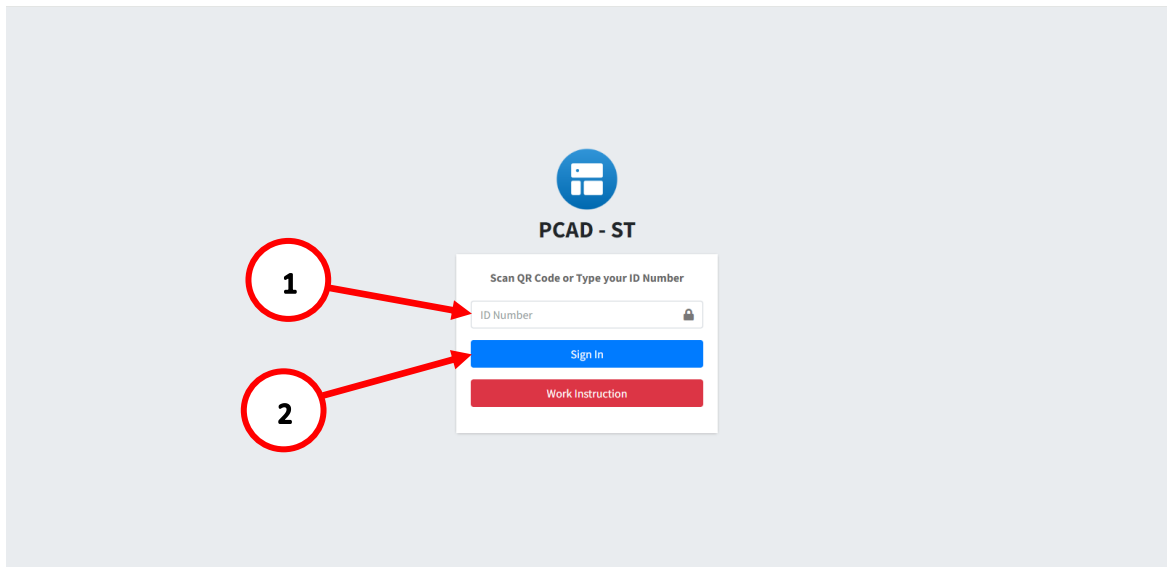 PCAD - ST
Scan QR Code or Type your ID Number
1
ID Number
Sign In
2
Work Instruction